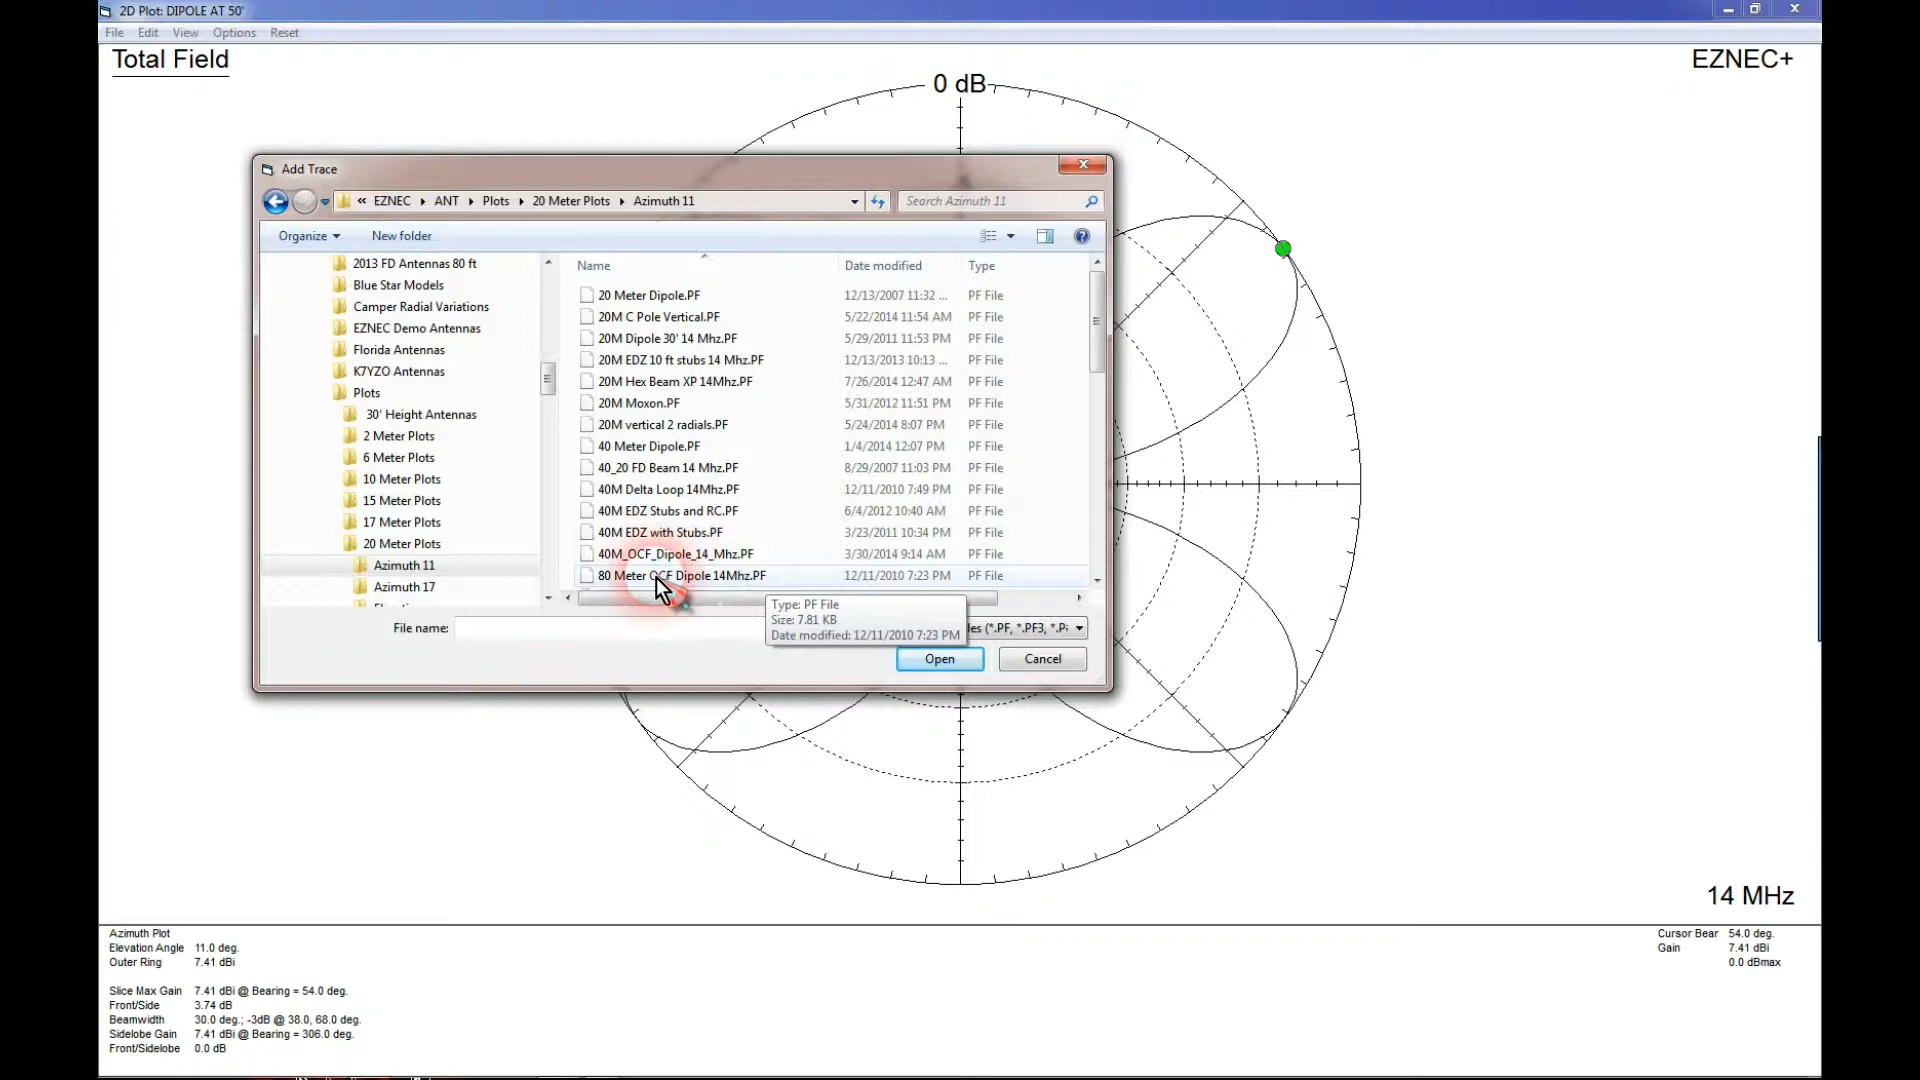 2D Plot: DIPOLE AT 50'
File Edit View Options Reset
Total Field
EZNEC+
0 dB
Add Trace
« EZNEC ▸ ANT ▸ Plots ▸ 20 Meter Plots ▸ Azimuth 11
Search Azimuth 11
Organize New folder
2013 FD Antennas 80 ft
Blue Star Models
Camper Radial Variations
EZNEC Demo Antennas
Florida Antennas
K7YZO Antennas
Plots
30' Height Antennas
2 Meter Plots
6 Meter Plots
10 Meter Plots
15 Meter Plots
17 Meter Plots
20 Meter Plots
Azimuth 11
Azimuth 17
Name Date modified Type
20 Meter Dipole.PF 12/13/2007 11:32 ... PF File
20M C Pole Vertical.PF 5/22/2014 11:54 AM PF File
20M Dipole 30' 14 Mhz.PF 5/29/2011 11:53 PM PF File
20M EDZ 10 ft stubs 14 Mhz.PF 12/13/2013 10:13 ... PF File
20M Hex Beam XP 14Mhz.PF 7/26/2014 12:47 AM PF File
20M Moxon.PF 5/31/2012 11:51 PM PF File
20M vertical 2 radials.PF 5/24/2014 8:07 PM PF File
40 Meter Dipole.PF 1/4/2014 12:07 PM PF File
40_20 FD Beam 14 Mhz.PF 8/29/2007 11:03 PM PF File
40M Delta Loop 14Mhz.PF 12/11/2010 7:49 PM PF File
40M EDZ Stubs and RC.PF 6/4/2012 10:40 AM PF File
40M EDZ with Stubs.PF 3/23/2011 10:34 PM PF File
40M_OCF_Dipole_14_Mhz.PF 3/30/2014 9:14 AM PF File
80 Meter OCF Dipole 14Mhz.PF 12/11/2010 7:23 PM PF File
Type: PF File
Size: 7.81 KB
Date modified: 12/11/2010 7:23 PM
File name:
(*.PF, *.PF3, *.P
Open Cancel
14 MHz
Azimuth Plot
Elevation Angle 11.0 deg.
Outer Ring 7.41 dBi
Slice Max Gain 7.41 dBi @ Bearing = 54.0 deg.
Front/Side 3.74 dB
Beamwidth 30.0 deg.; -3dB @ 38.0, 68.0 deg.
Sidelobe Gain 7.41 dBi @ Bearing = 306.0 deg.
Front/Sidelobe 0.0 dB
Cursor Bear 54.0 deg.
Gain 7.41 dBi
0.0 dBmax